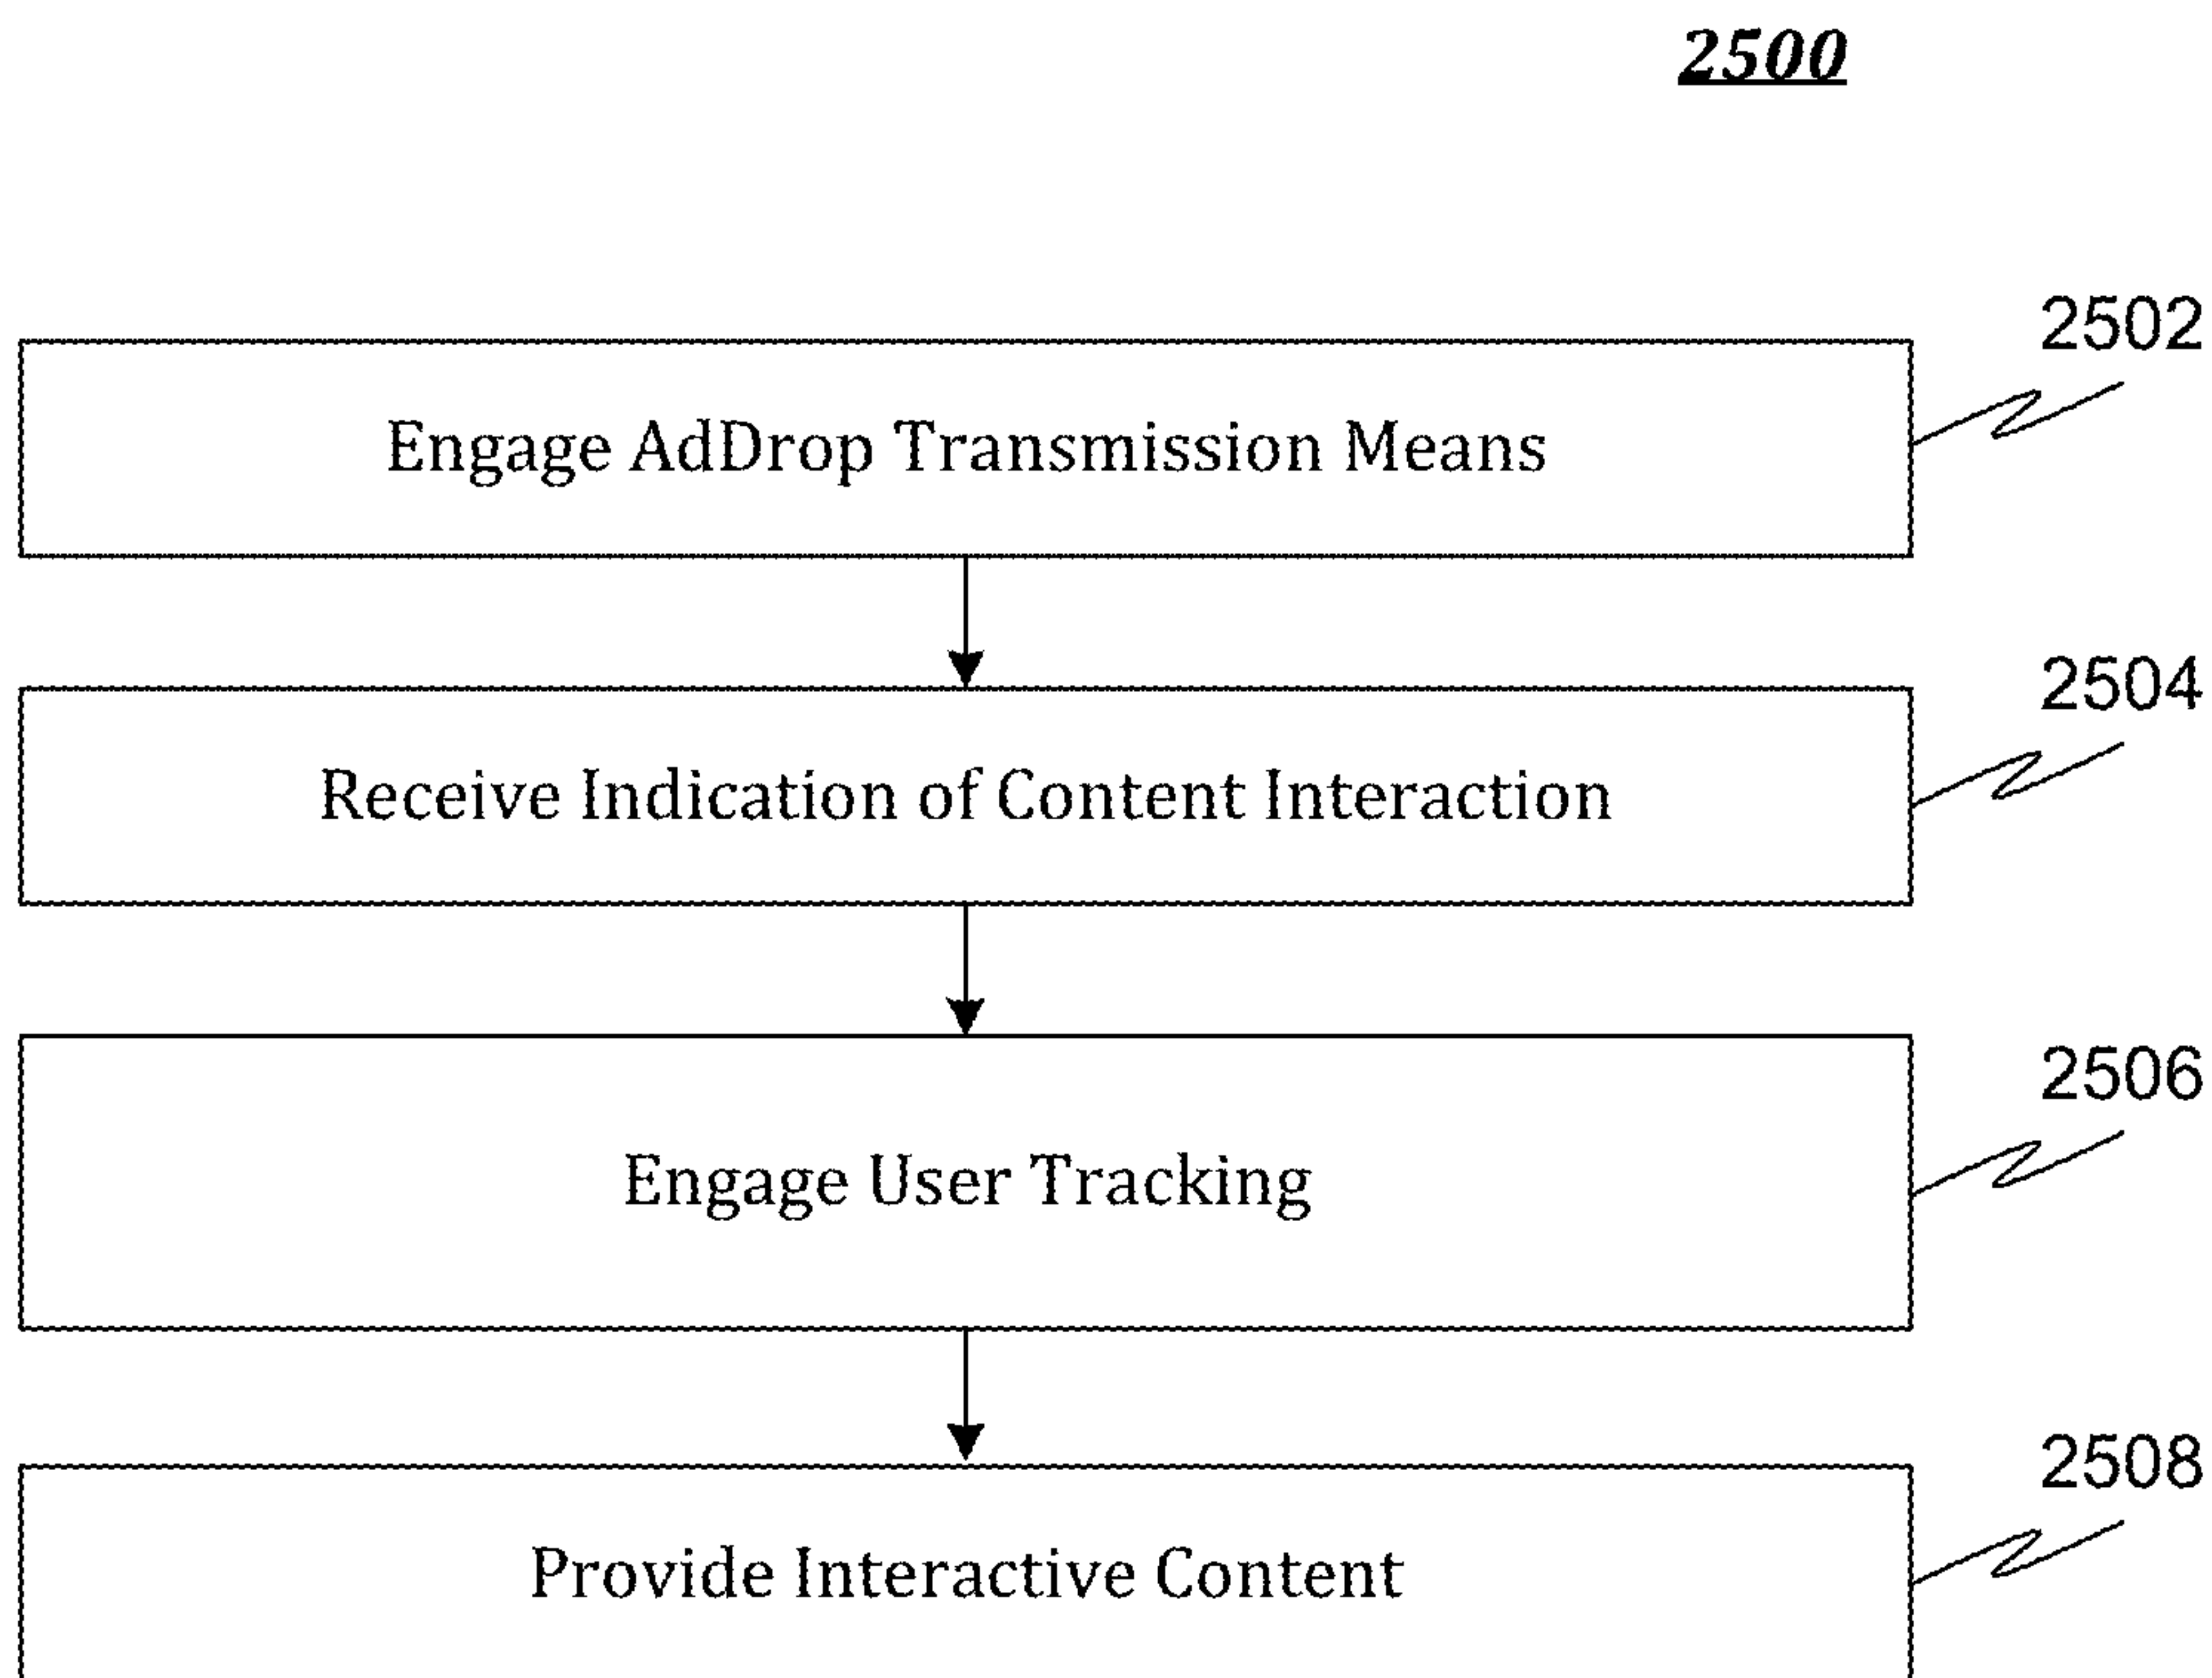 2500
2502
Engage AdDrop Transmission Means
2504
Receive Indication of Content Interaction
2506
Engage User Tracking
2508
Provide Interactive Content